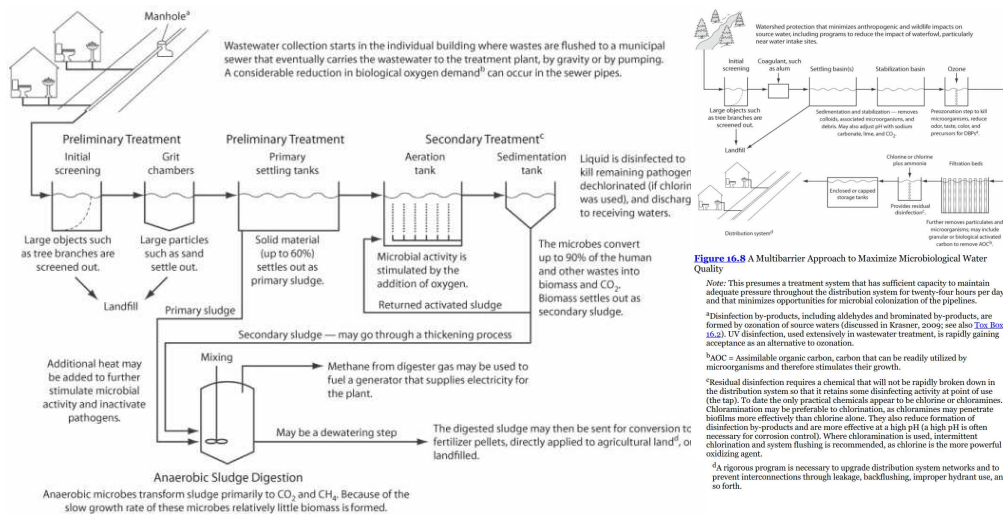 Manhole^a
Wastewater collection starts in the individual building where wastes are flushed to a municipal
sewer that eventually carries the wastewater to the treatment plant, by gravity or by pumping.
A considerable reduction in biological oxygen demand^b can occur in the sewer pipes.
Preliminary Treatment
Preliminary Treatment
Secondary Treatment^c
Initial
screening
Grit
chambers
Primary
settling tanks
Aeration
tank
Sedimentation
tank
Liquid is disinfected to
kill remaining pathogen
dechlorinated (if chlorin
was used), and discharg
to receiving waters.
Large objects such
as tree branches are
screened out.
Large particles
such as sand
settle out.
Solid material
(up to 60%)
settles out as
primary sludge.
Microbial activity is
stimulated by the
addition of oxygen.
The microbes convert
up to 90% of the human
and other wastes into
biomass and CO₂.
Biomass settles out as
secondary sludge.
Landfill
Primary sludge
Returned activated sludge
Secondary sludge — may go through a thickening process
Additional heat may
be added to further
stimulate microbial
activity and inactivate
pathogens.
Mixing
Methane from digester gas may be used to
fuel a generator that supplies electricity for
the plant.
May be a dewatering step
The digested sludge may then be sent for conversion to
fertilizer pellets, directly applied to agricultural land^d, o
landfilled.
Anaerobic Sludge Digestion
Anaerobic microbes transform sludge primarily to CO₂ and CH₄. Because of the
slow growth rate of these microbes relatively little biomass is formed.
Watershed protection that minimizes anthropogenic and wildlife impacts on
source water, including programs to reduce the impact of waterfowl, particularly
near water intake sites.
Initial
screening
Coagulant, such
as alum
Settling basin(s)
Stabilization basin
Ozone
Large objects such
as tree branches are
screened out.
Sedimentation and stabilization — removes
colloids, associated microorganisms, and
debris. May also adjust pH with sodium
carbonate, lime, and CO₂.
Preozonation step to kill
microorganisms, reduce
odor, taste, color, and
precursors for DBPs^a.
Landfill
Chlorine or chlorine
plus ammonia
Filtration beds
Enclosed or capped
storage tanks
Provides residual
disinfection^c.
Further removes particulates and
microorganisms; may include
granular or biological activated
carbon to remove AOC^b.
Distribution system^d
Figure 16.8 A Multibarrier Approach to Maximize Microbiological Water
Quality
Note: This presumes a treatment system that has sufficient capacity to maintain
adequate pressure throughout the distribution system for twenty-four hours per day
and that minimizes opportunities for microbial colonization of the pipelines.
^aDisinfection by-products, including aldehydes and brominated by-products, are
formed by ozonation of source waters (discussed in Krasner, 2009; see also Tox Box
16.2). UV disinfection, used extensively in wastewater treatment, is rapidly gaining
acceptance as an alternative to ozonation.
^bAOC = Assimilable organic carbon, carbon that can be readily utilized by
microorganisms and therefore stimulates their growth.
^cResidual disinfection requires a chemical that will not be rapidly broken down in
the distribution system so that it retains some disinfecting activity at point of use
(the tap). To date the only practical chemicals appear to be chlorine or chloramines.
Chloramination may be preferable to chlorination, as chloramines may penetrate
biofilms more effectively than chlorine alone. They also reduce formation of
disinfection by-products and are more effective at a high pH (a high pH is often
necessary for corrosion control). Where chloramination is used, intermittent
chlorination and system flushing is recommended, as chlorine is the more powerful
oxidizing agent.
^dA rigorous program is necessary to upgrade distribution system networks and to
prevent interconnections through leakage, backflushing, improper hydrant use, an
so forth.